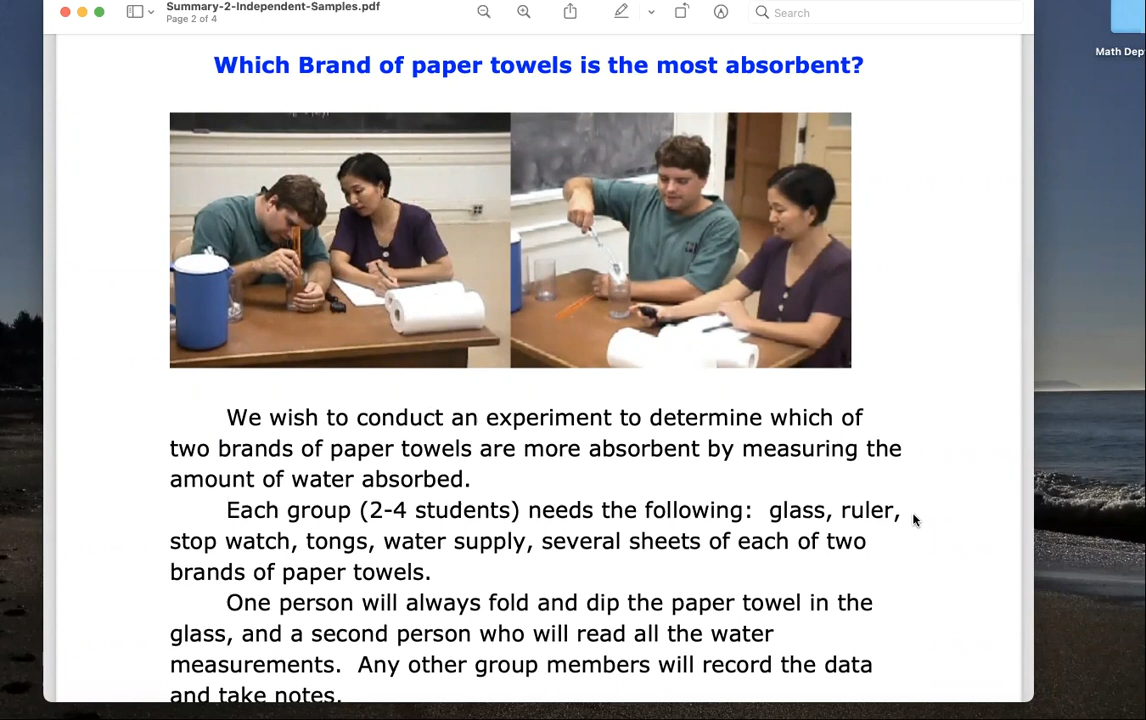 Summary-2-Independent-Samples.pdf
Page 2 of 4
Search
Math Dep
Which Brand of paper towels is the most absorbent?
We wish to conduct an experiment to determine which of
two brands of paper towels are more absorbent by measuring the
amount of water absorbed.
Each group (2-4 students) needs the following:  glass, ruler,
stop watch, tongs, water supply, several sheets of each of two
brands of paper towels.
One person will always fold and dip the paper towel in the
glass, and a second person who will read all the water
measurements.  Any other group members will record the data
and take notes.